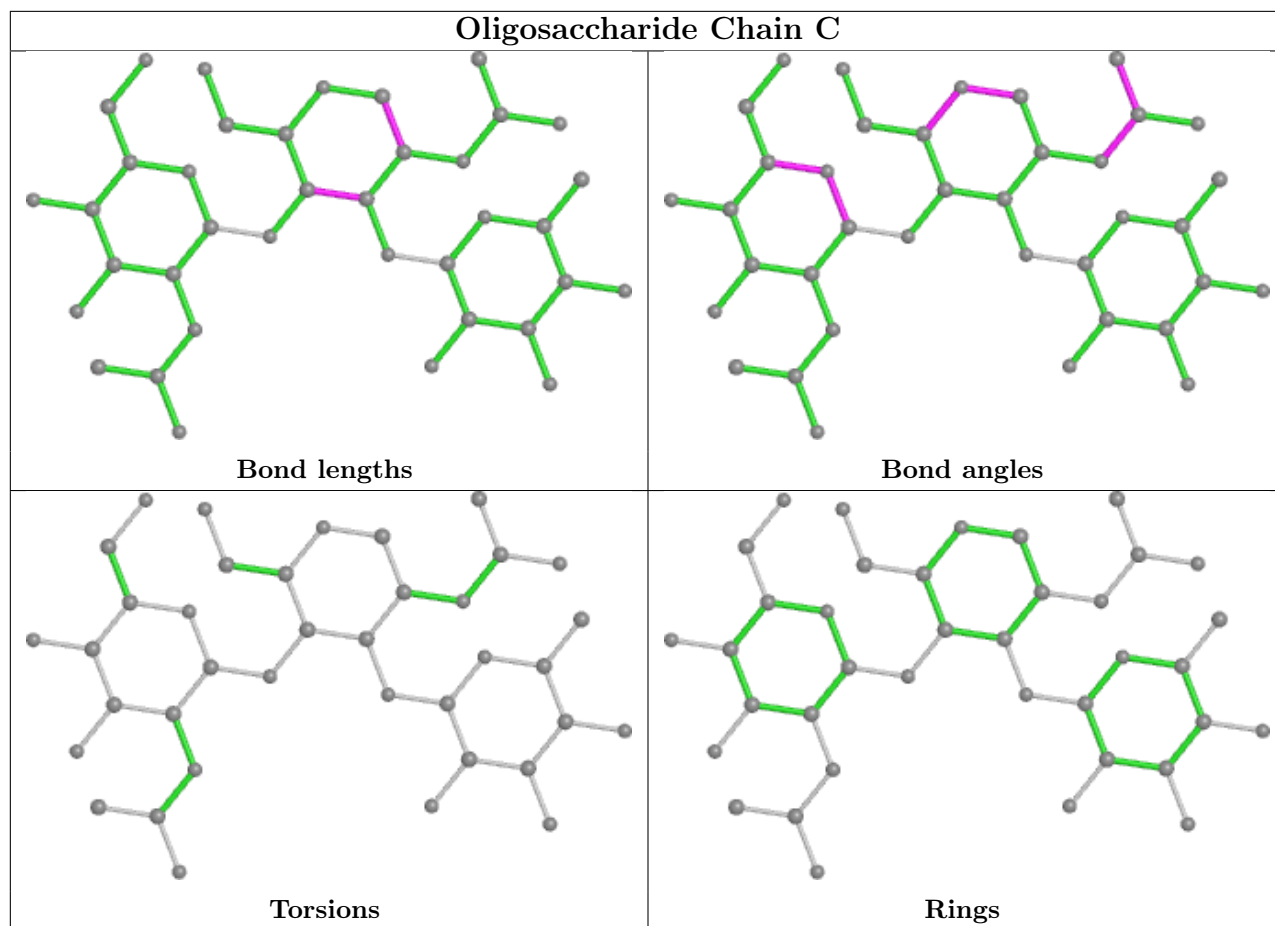 Oligosaccharide Chain C
Bond lengths
Bond angles
Torsions
Rings